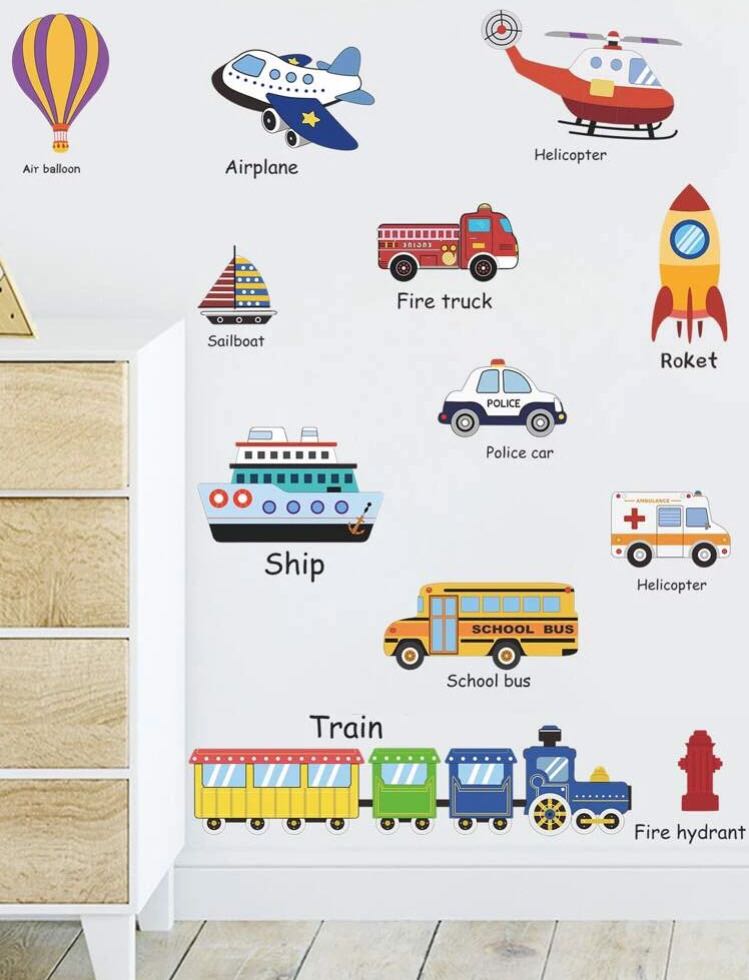 Air balloon
Airplane
Helicopter
Fire truck
Sailboat
Roket
POLICE
Police car
AMBULANCE
Ship
Helicopter
SCHOOL BUS
School bus
Train
Fire hydrant